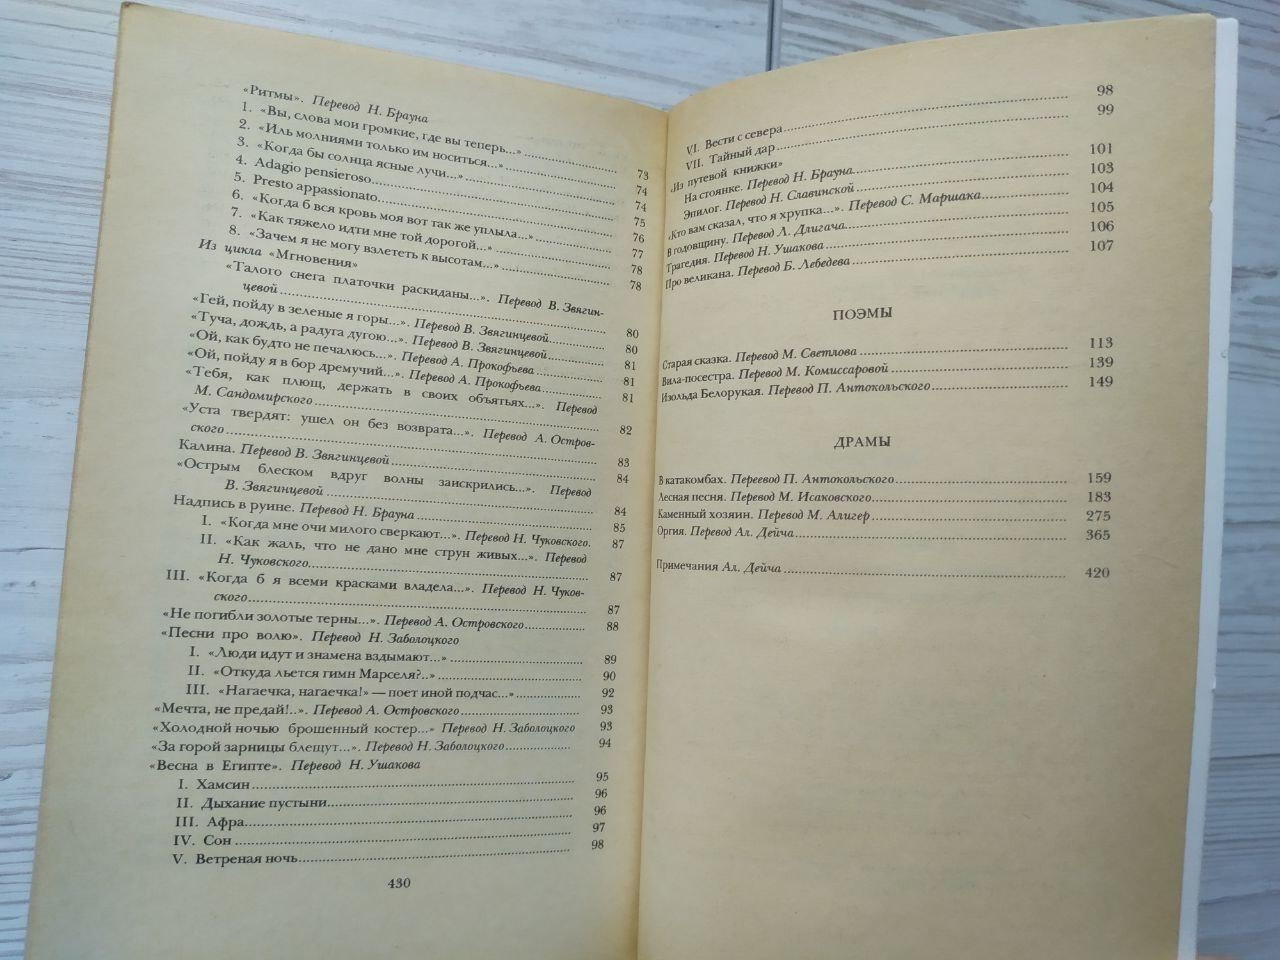 «Ритмы». Перевод Н. Брауна
1. «Вы, слова мои громкие, где вы теперь...» 73
2. «Иль молниями только им носиться...» 74
3. «Когда бы солнца ясные лучи...» 74
4. Adagio pensieroso 75
5. Presto appassionato 76
6. «Когда б вся кровь моя вот так же уплыла...» 77
7. «Как тяжело идти мне той дорогой...» 78
8. «Зачем я не могу взлететь к высотам...» 78
Из цикла «Мгновения»
«Талого снега платочки раскиданы...». Перевод В. Звягин-
цевой 80
«Гей, пойду в зеленые я горы...». Перевод В. Звягинцевой 80
«Туча, дождь, а радуга дугою...». Перевод В. Звягинцевой 81
«Ой, как будто не печалюсь...». Перевод А. Прокофьева 81
«Ой, пойду я в бор дремучий...». Перевод А. Прокофьева 81
«Тебя, как плющ, держать в своих объятьях...». Перевод
М. Сандомирского 82
«Уста твердят: ушел он без возврата...». Перевод А. Остров-
ского 83
Калина. Перевод В. Звягинцевой 84
«Острым блеском вдруг волны заискрились...». Перевод
В. Звягинцевой 84
Надпись в руине. Перевод Н. Брауна 85
I. «Когда мне очи милого сверкают...». Перевод Н. Чуковского. 87
II. «Как жаль, что не дано мне струн живых...». Перевод
Н. Чуковского 87
III. «Когда б я всеми красками владела...». Перевод Н. Чуков-
ского 87
«Не погибли золотые терны...». Перевод А. Островского 88
«Песни про волю». Перевод Н. Заболоцкого
I. «Люди идут и знамена вздымают...» 89
II. «Откуда льется гимн Марселя?..» 90
III. «Нагаечка, нагаечка!» — поет иной подчас...» 92
«Мечта, не предай!..». Перевод А. Островского 93
«Холодной ночью брошенный костер...» Перевод Н. Заболоцкого 93
«За горой зарницы блещут...». Перевод Н. Заболоцкого 94
«Весна в Египте». Перевод Н. Ушакова
I. Хамсин 95
II. Дыхание пустыни 96
III. Афра 96
IV. Сон 97
V. Ветреная ночь 98
430
VI. Вести с севера 98
VII. Тайный дар 99
«Из путевой книжки»
На стоянке. Перевод Н. Брауна 101
Эпилог. Перевод Н. Славинской 103
«Кто вам сказал, что я хрупка...». Перевод С. Маршака 104
В годовщину. Перевод Л. Длигача 105
Трагедия. Перевод Н. Ушакова 106
Про великана. Перевод Б. Лебедева 107
ПОЭМЫ
Старая сказка. Перевод М. Светлова 113
Вила-посестра. Перевод М. Комиссаровой 139
Изольда Белорукая. Перевод П. Антокольского 149
ДРАМЫ
В катакомбах. Перевеод П. Антокольского 159
Лесная песня. Перевод М. Исаковского 183
Каменный хозяин. Перевод М. Алигер 275
Оргия. Перевод Ал. Дейча 365
Примечания Ал. Дейча 420